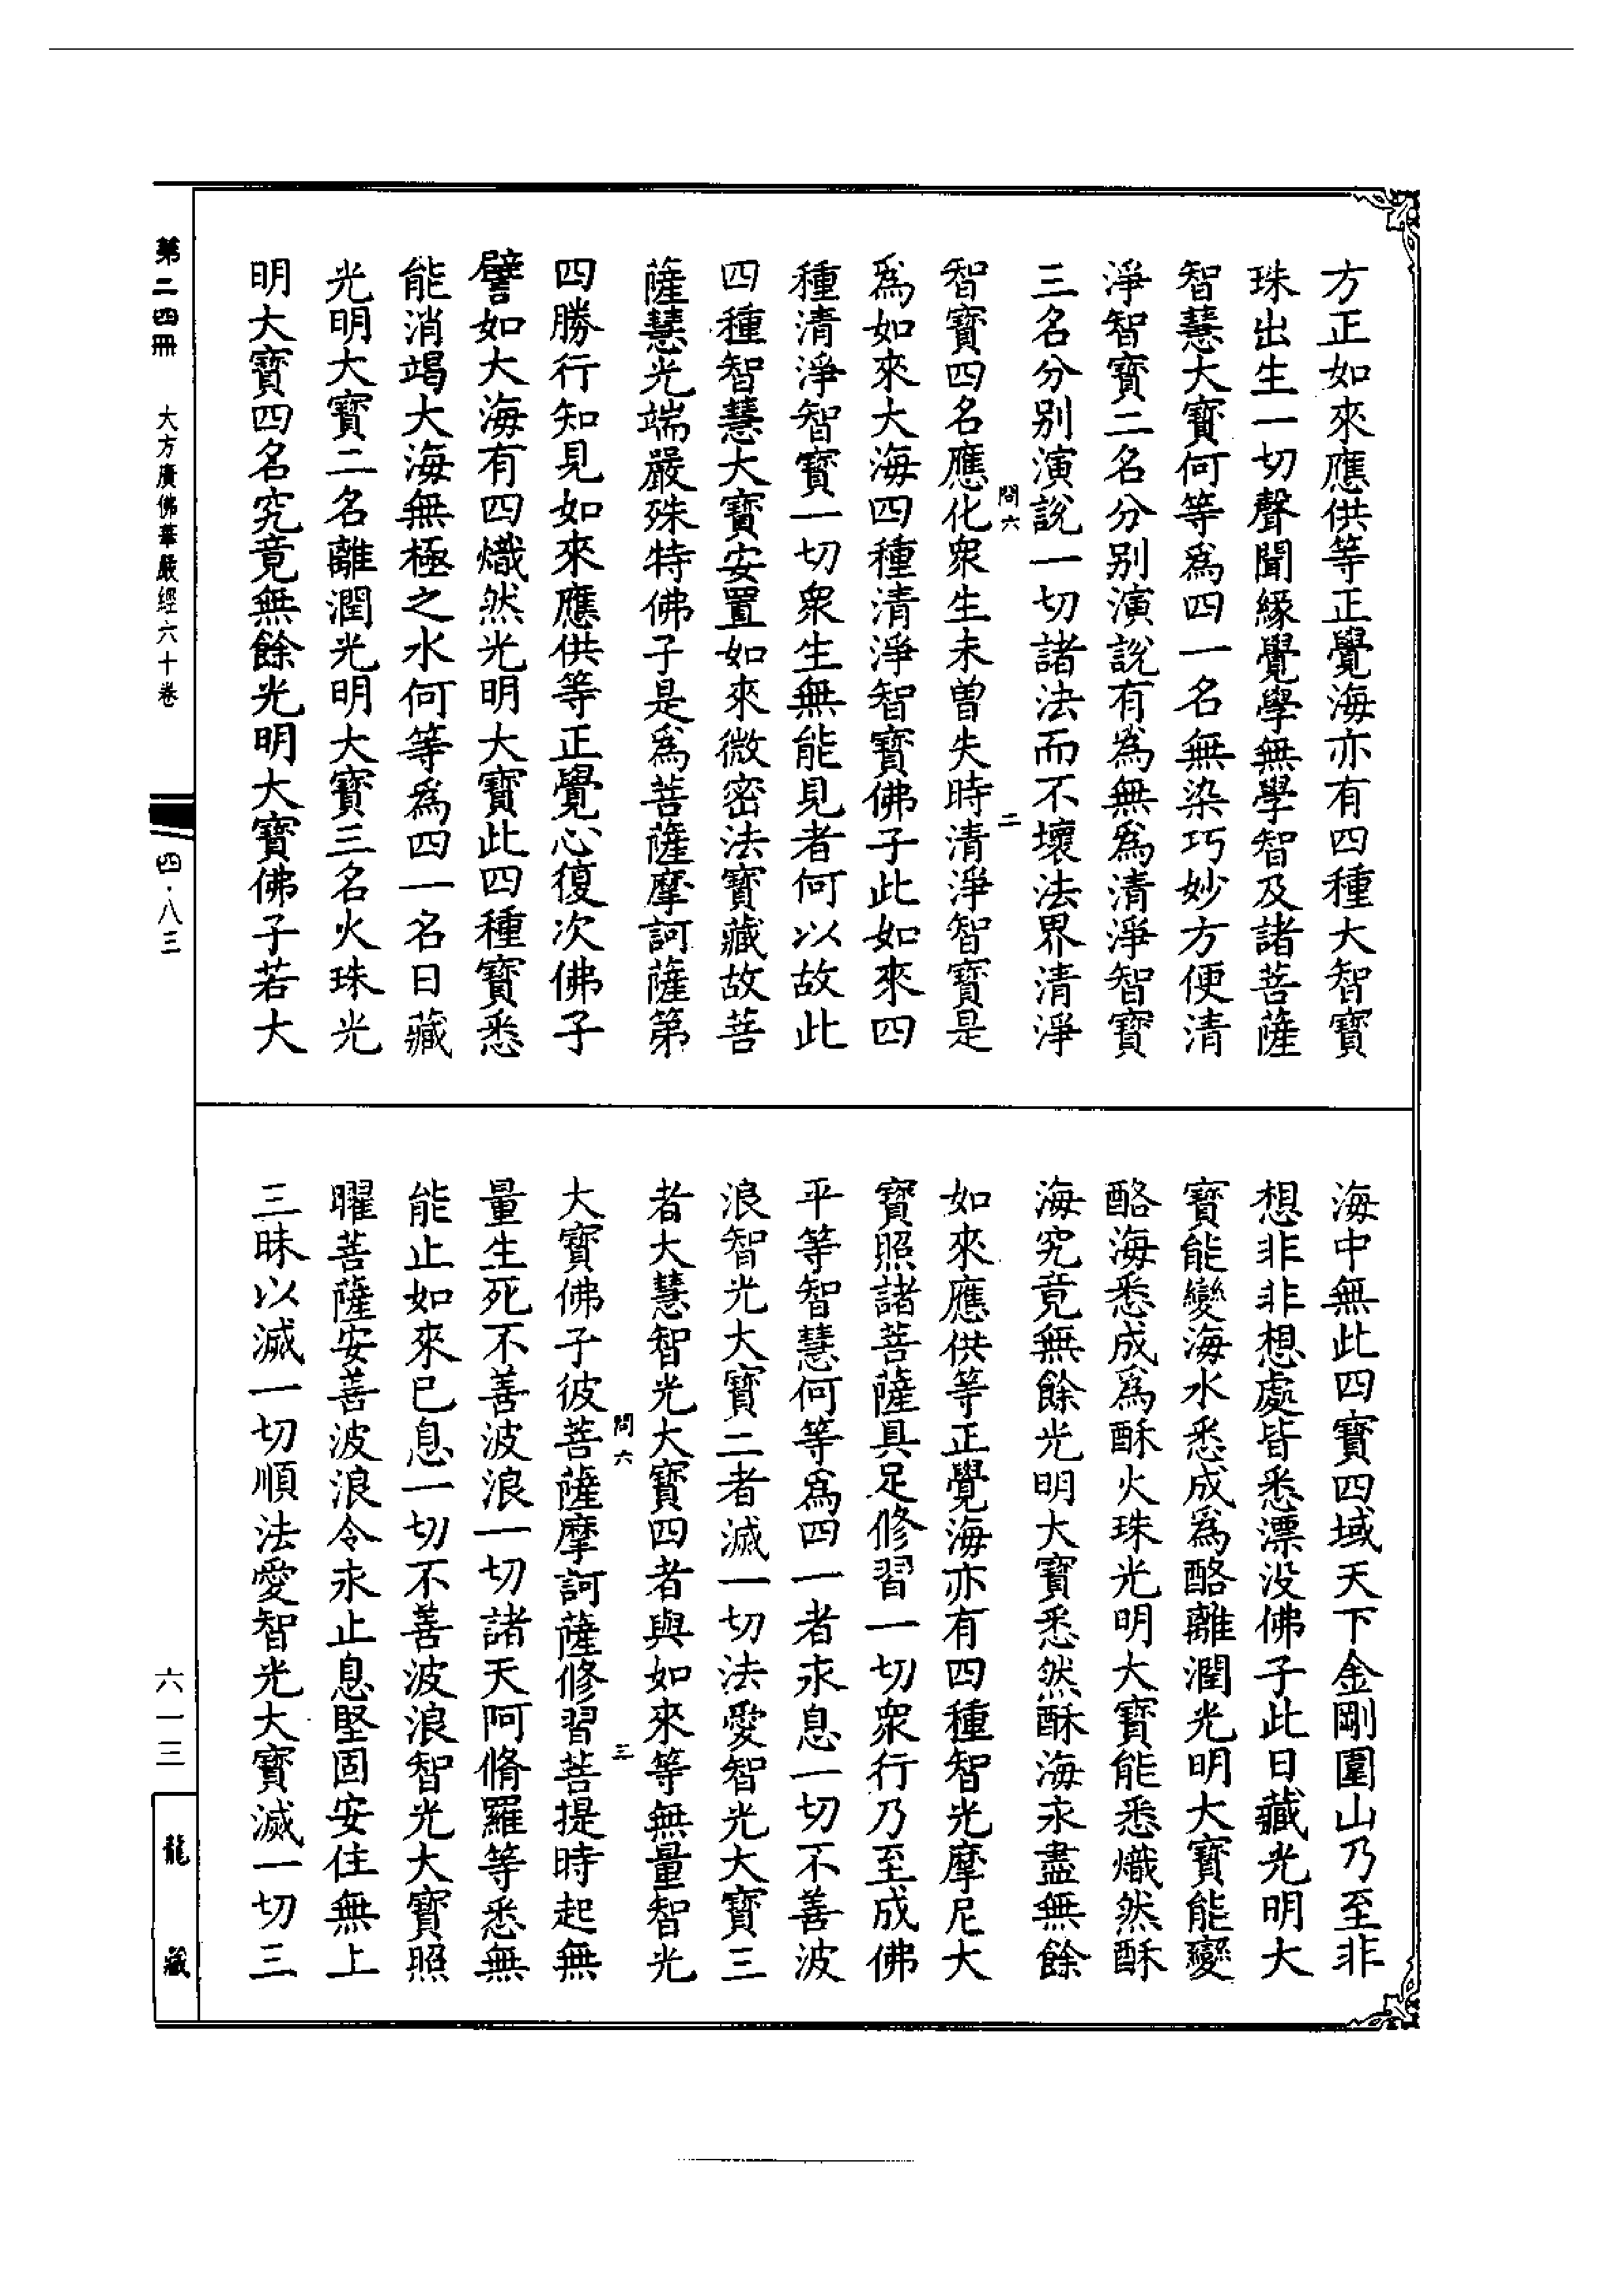 方正如來應供等正覺海亦有四種大智寶
珠出生一切聲聞緣覺學無學智及諸菩薩
智慧大寶何等爲四一名無染巧妙方便清
淨智寶二名分别演說有爲無爲清淨智寶
三名分别演說一切諸法而不壞法界清淨
問六 二
智寶四名應化衆生未曽失時清淨智寶是
爲如來大海四種清淨智寶佛子此如來四
種清淨智寶一切衆生無能見者何以故此
四種智慧大寶安置如來微密法寶藏故菩
薩慧光端嚴殊特佛子是爲菩薩摩訶薩第
四勝行知見如來應供等正覺心復次佛子
譬如大海有四熾然光明大寶此四種寶悉
能消竭大海無極之水何等爲四一名日藏
光明大寶二名離潤光明大寶三名火珠光
明大寶四名究竟無餘光明大寶佛子若大
海中無此四寶四域天下金剛圍山乃至非
想非非想處皆悉漂没佛子此日藏光明大
寶能變海水悉成爲酪離潤光明大寶能變
酪海悉成爲酥火珠光明大寶能悉熾然酥
海究竟無餘光明大寶悉然酥海永盡無餘
如來應供等正覺海亦有四種智光摩尼大
寶照諸菩薩具足修習一切衆行乃至成佛
平等智慧何等爲四一者永息一切不善波
浪智光大寶二者滅一切法愛智光大寶三
者大慧智光大寶四者與如來等無量智光
問六 三
大寶佛子彼菩薩摩訶薩修習菩提時起無
量生死不善波浪一切諸天阿脩羅等悉無
能止如來已息一切不善波浪智光大寶照
曜菩薩安善波浪令永止息堅固安住無上
三昧以滅一切順法愛智光大寶滅一切三
第二四冊 大方廣佛華嚴經六十卷 四·八三
六一三
龍藏